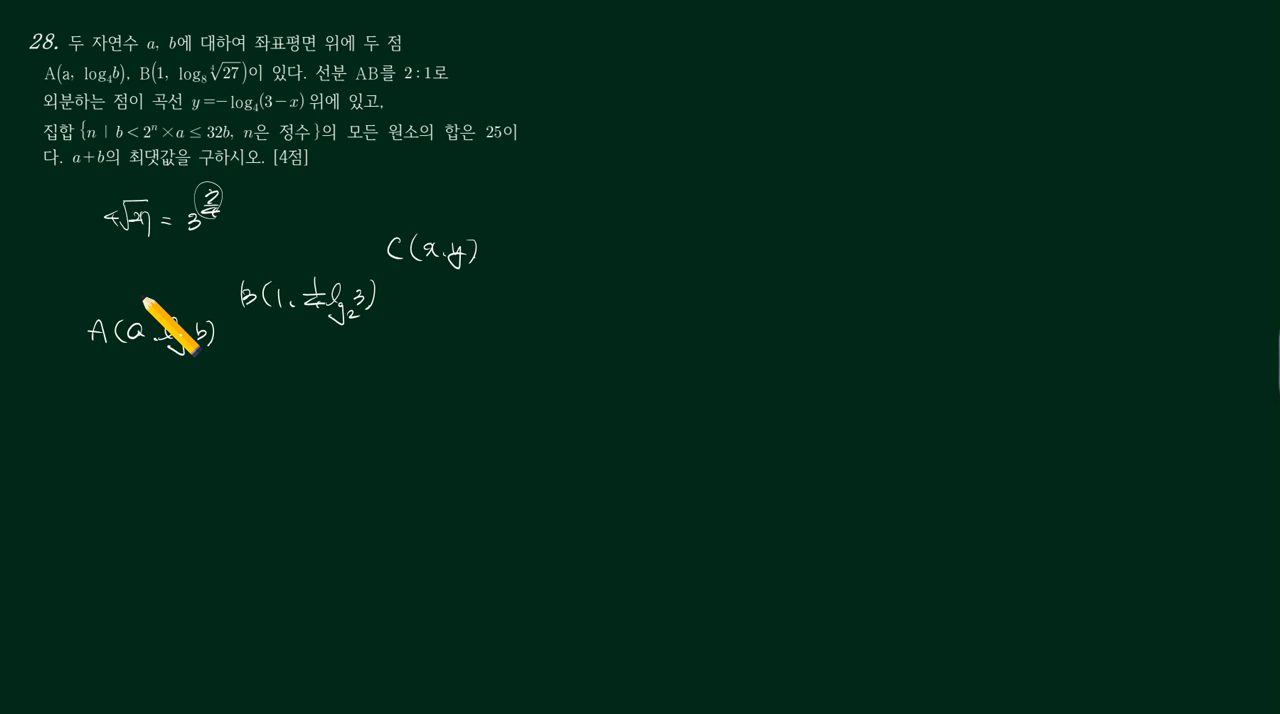 28. 두 자연수 a, b에 대하여 좌표평면 위에 두 점
A(a, log₄b), B(1, log₈⁴√27)이 있다. 선분 AB를 2 : 1로
외분하는 점이 곡선 y=−log₄(3−x) 위에 있고,
집합 {n | b < 2ⁿ×a ≤ 32b, n은 정수}의 모든 원소의 합은 25이
다. a+b의 최댓값을 구하시오. [4점]
4√27 = 3
C(x, y)
B(1, 1/4 log₂3)
A(a, b)